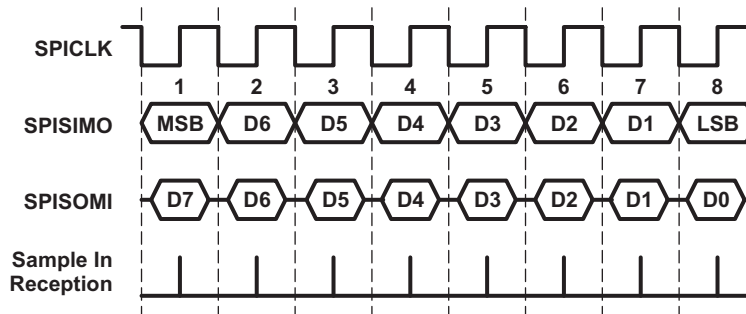 SPICLK
1 2 3 4 5 6 7 8
SPISIMO MSB D6 D5 D4 D3 D2 D1 LSB
SPISOMI D7 D6 D5 D4 D3 D2 D1 D0
Sample In
Reception